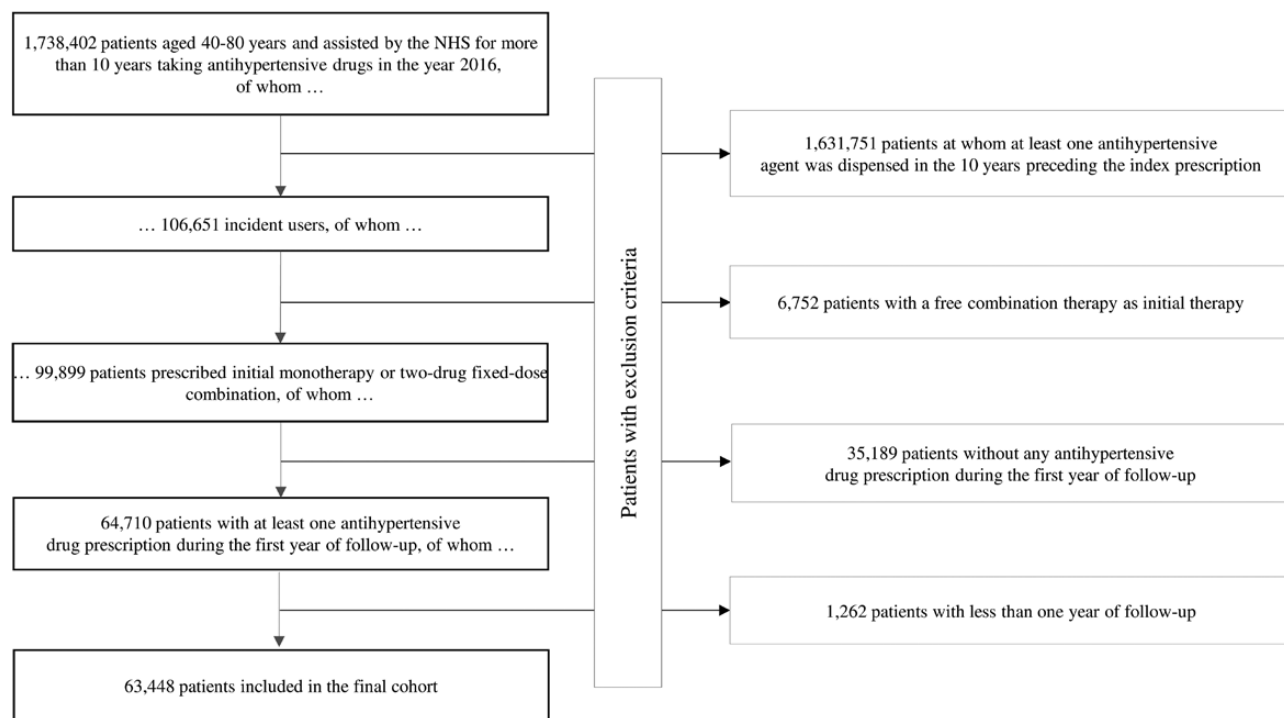 1,738,402 patients aged 40-80 years and assisted by the NHS for more
than 10 years taking antihypertensive drugs in the year 2016,
of whom …
1,631,751 patients at whom at least one antihypertensive
agent was dispensed in the 10 years preceding the index prescription
… 106,651 incident users, of whom …
6,752 patients with a free combination therapy as initial therapy
… 99,899 patients prescribed initial monotherapy or two-drug fixed-dose
combination, of whom …
35,189 patients without any antihypertensive
drug prescription during the first year of follow-up
64,710 patients with at least one antihypertensive
drug prescription during the first year of follow-up, of whom …
1,262 patients with less than one year of follow-up
63,448 patients included in the final cohort
Patients with exclusion criteria